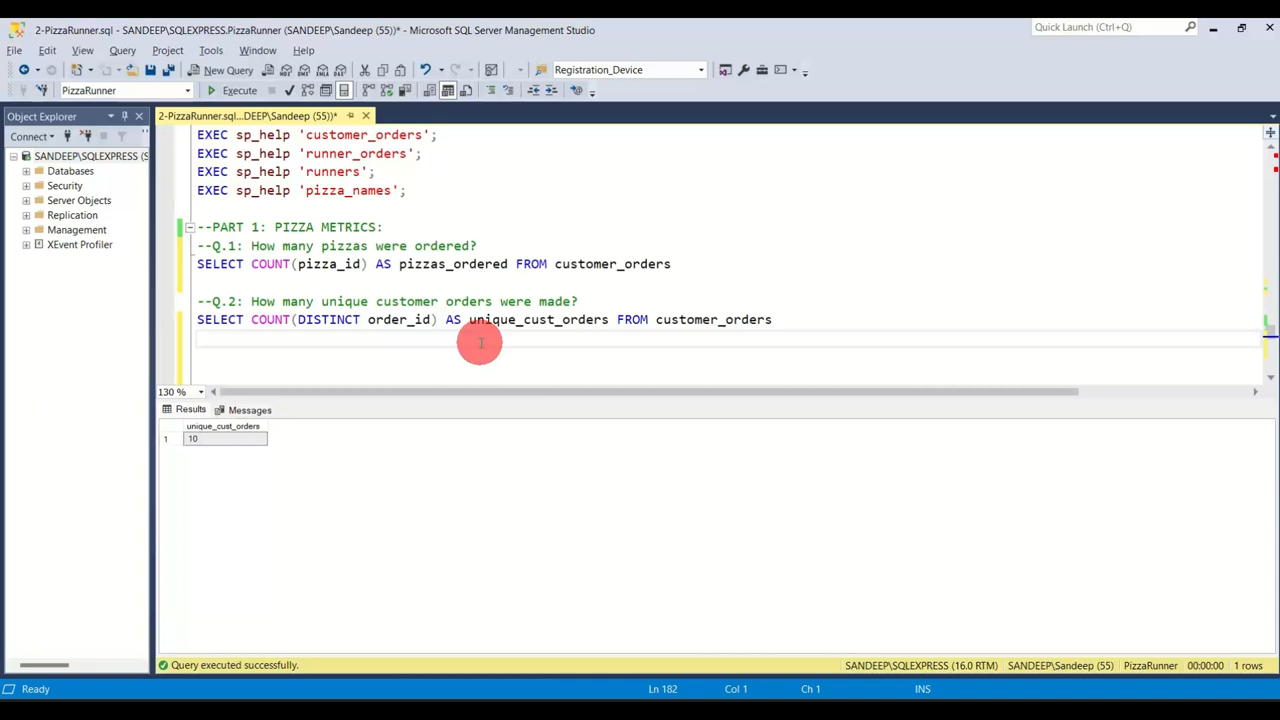 2-PizzaRunner.sql - SANDEEP\SQLEXPRESS.PizzaRunner (SANDEEP\Sandeep (55))* - Microsoft SQL Server Management Studio
Quick Launch (Ctrl+Q)
File Edit View Query Project Tools Window Help
New Query
Registration_Device
PizzaRunner
Execute
Object Explorer
2-PizzaRunner.sql...DEEP\Sandeep (55))*
Connect
SANDEEP\SQLEXPRESS (S
Databases
Security
Server Objects
Replication
Management
XEvent Profiler
EXEC sp_help 'customer_orders';
EXEC sp_help 'runner_orders';
EXEC sp_help 'runners';
EXEC sp_help 'pizza_names';
--PART 1: PIZZA METRICS:
--Q.1: How many pizzas were ordered?
SELECT COUNT(pizza_id) AS pizzas_ordered FROM customer_orders
--Q.2: How many unique customer orders were made?
SELECT COUNT(DISTINCT order_id) AS unique_cust_orders FROM customer_orders
130 %
Results Messages
unique_cust_orders
1 10
Query executed successfully.
SANDEEP\SQLEXPRESS (16.0 RTM) SANDEEP\Sandeep (55) PizzaRunner 00:00:00 1 rows
Ready
Ln 182 Col 1 Ch 1 INS